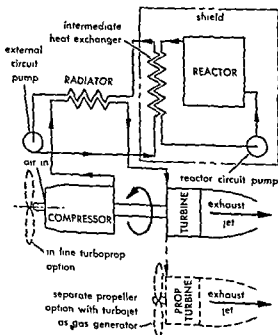 shield
intermediate
heat exchanger
external
circuit
pump
RADIATOR
REACTOR
reactor circuit pump
air in
COMPRESSOR
TURBINE
exhaust
jet
in line turboprop
option
separate propeller
option with turbojet
as gas generator
PROP
TURBINE
exhaust
jet